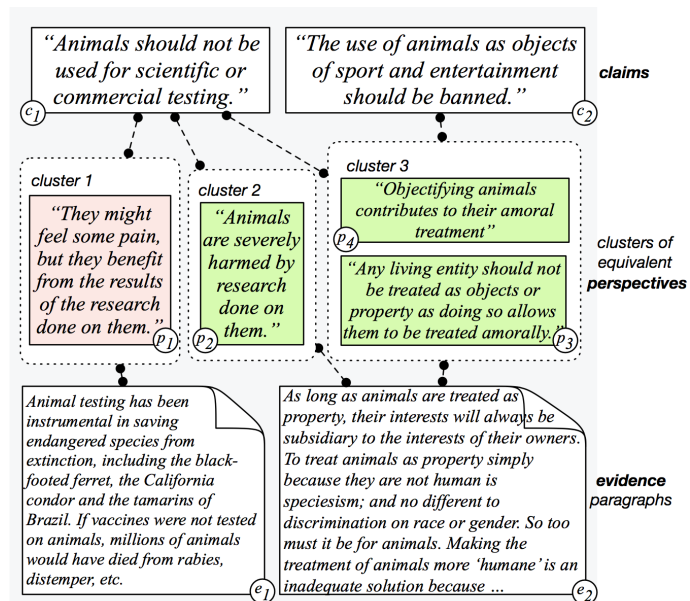 “Animals should not be
used for scientific or
commercial testing.”
c1
“The use of animals as objects
of sport and entertainment
should be banned.”
c2
claims
cluster 1
“They might
feel some pain,
but they benefit
from the results
of the research
done on them.”
p1
cluster 2
“Animals
are severely
harmed by
research
done on
them.”
p2
cluster 3
“Objectifying animals
contributes to their amoral
treatment”
p4
“Any living entity should not
be treated as objects or
property as doing so allows
them to be treated amorally.”
p3
clusters of
equivalent
perspectives
Animal testing has been
instrumental in saving
endangered species from
extinction, including the black-
footed ferret, the California
condor and the tamarins of
Brazil. If vaccines were not tested
on animals, millions of animals
would have died from rabies,
distemper, etc.
e1
As long as animals are treated as
property, their interests will always be
subsidiary to the interests of their owners.
To treat animals as property simply
because they are not human is
speciesism; and no different to
discrimination on race or gender. So too
must it be for animals. Making the
treatment of animals more ‘humane’ is an
inadequate solution because ...
e2
evidence
paragraphs